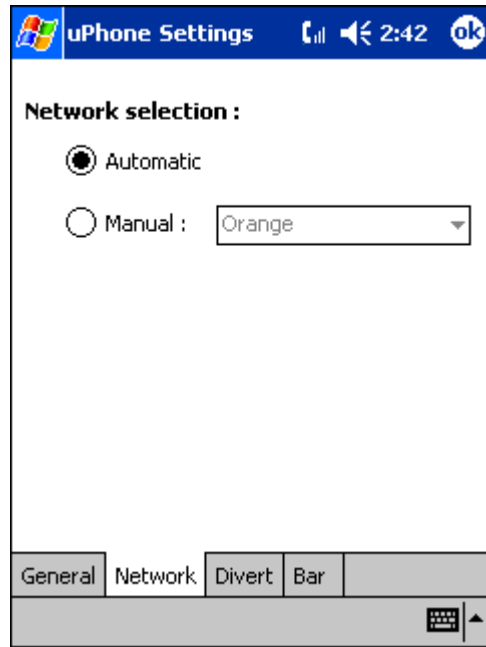 uPhone Settings 2:42 ok
Network selection :
Automatic
Manual : Orange
General Network Divert Bar